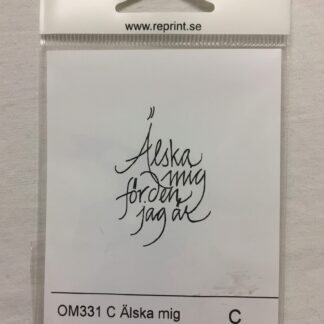 www.reprint.se
Älska
mig
för den
jag är
OM331 C Älska mig
C